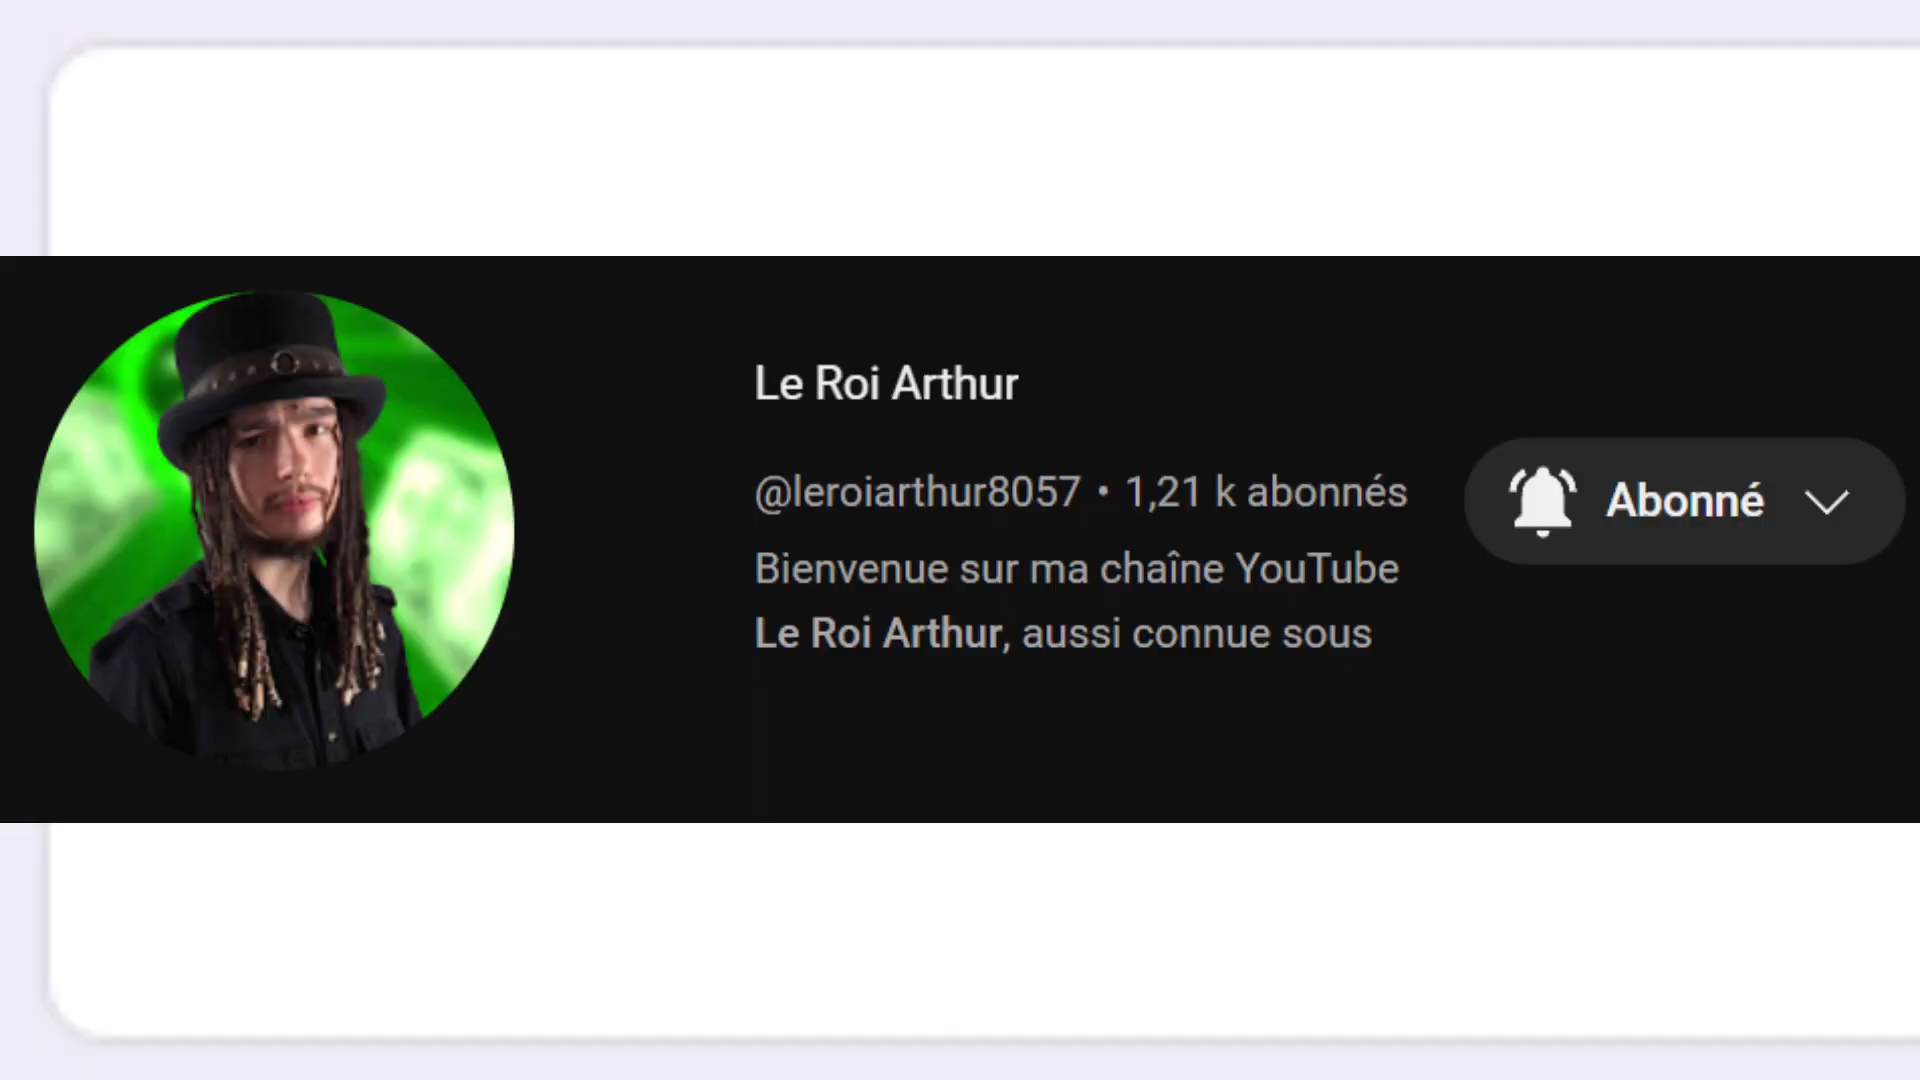 Le Roi Arthur
@leroiarthur8057 • 1,21 k abonnés
Abonné
Bienvenue sur ma chaîne YouTube
Le Roi Arthur, aussi connue sous